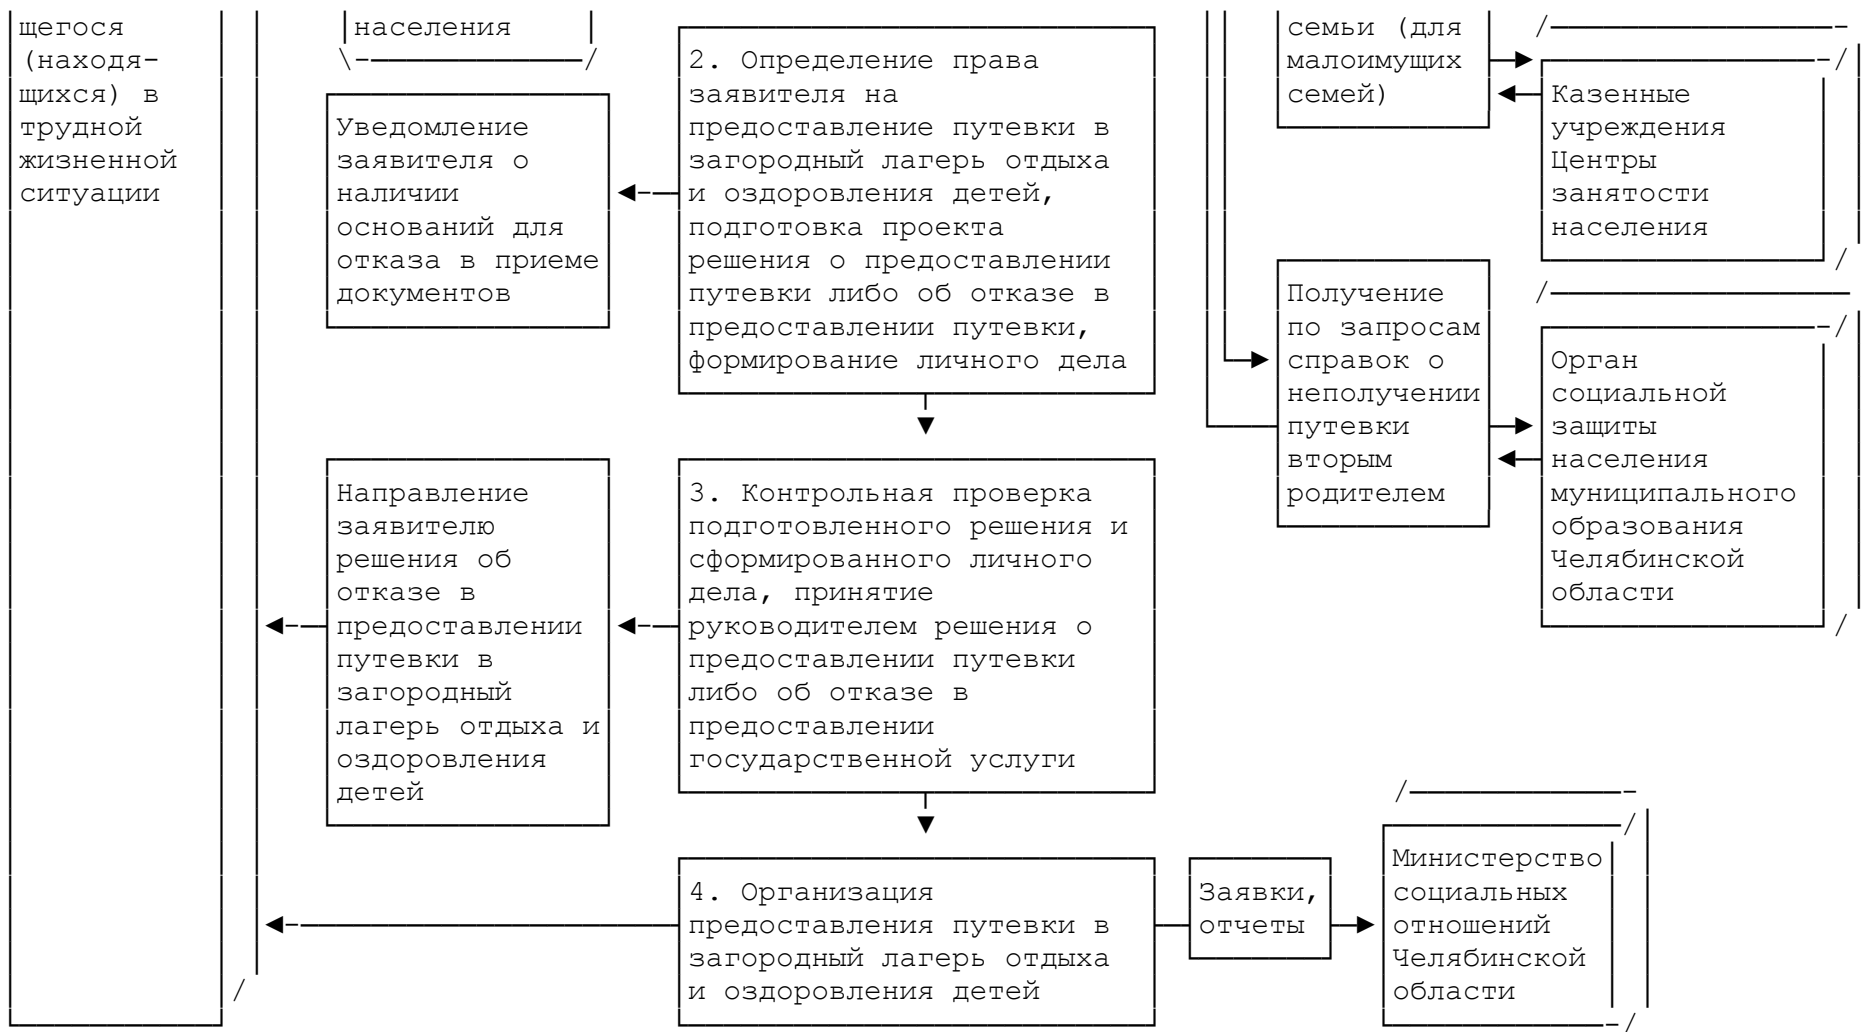 щегося
(находя-
щихся) в
трудной
жизненной
ситуации
населения
Уведомление
заявителя о
наличии
оснований для
отказа в приеме
документов
2. Определение права
заявителя на
предоставление путевки в
загородный лагерь отдыха
и оздоровления детей,
подготовка проекта
решения о предоставлении
путевки либо об отказе в
предоставлении путевки,
формирование личного дела
семьи (для
малоимущих
семей)
Казенные
учреждения
Центры
занятости
населения
Получение
по запросам
справок о
неполучении
путевки
вторым
родителем
Орган
социальной
защиты
населения
муниципального
образования
Челябинской
области
Направление
заявителю
решения об
отказе в
предоставлении
путевки в
загородный
лагерь отдыха и
оздоровления
детей
3. Контрольная проверка
подготовленного решения и
сформированного личного
дела, принятие
руководителем решения о
предоставлении путевки
либо об отказе в
предоставлении
государственной услуги
4. Организация
предоставления путевки в
загородный лагерь отдыха
и оздоровления детей
Заявки,
отчеты
Министерство
социальных
отношений
Челябинской
области